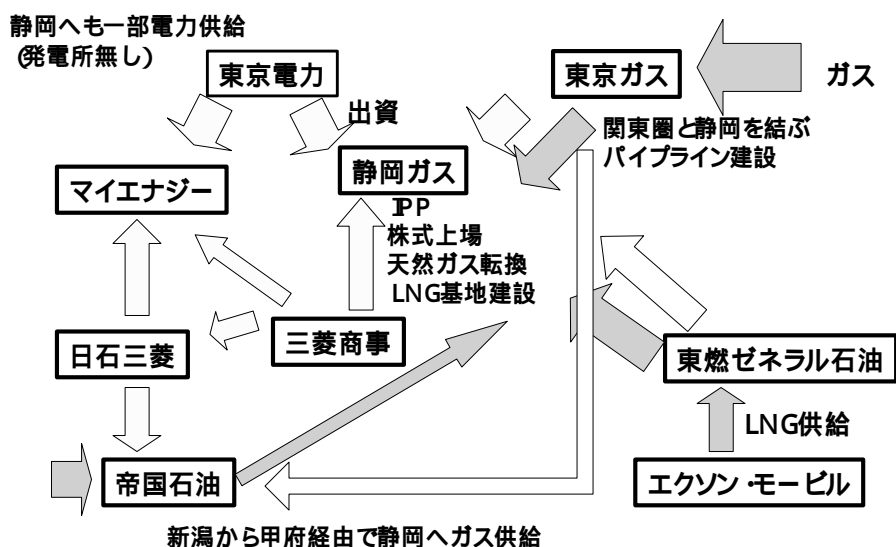 静岡へも一部電力供給
(発電所無し)
東京電力
東京ガス
ガス
出資
関東圏と静岡を結ぶ
パイプライン建設
静岡ガス
マイエナジー
IPP
株式上場
天然ガス転換
LNG基地建設
日石三菱
三菱商事
東燃ゼネラル石油
LNG供給
帝国石油
エクソン・モービル
新潟から甲府経由で静岡へガス供給